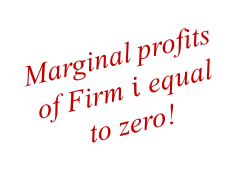 Marginal profits
of Firm i equal
to zero!